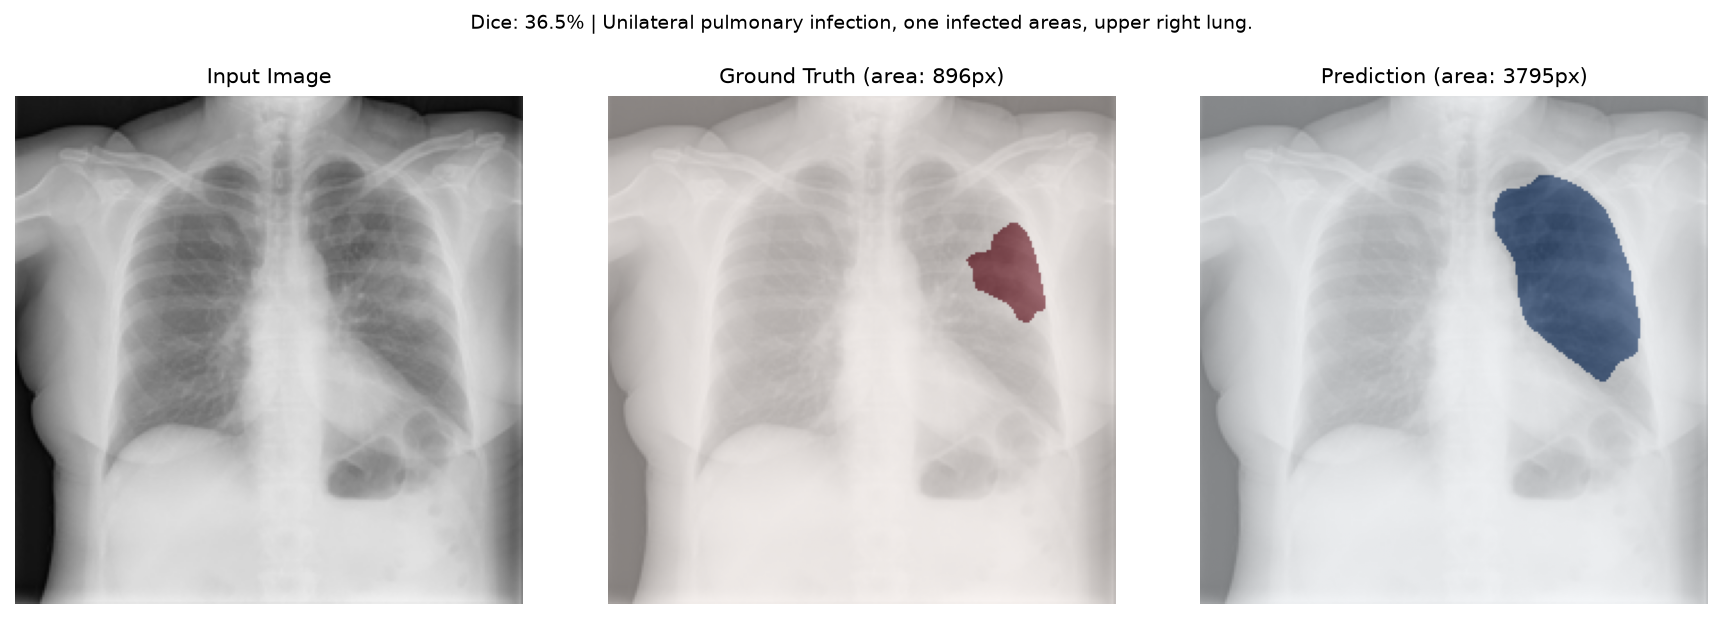 Dice: 36.5% | Unilateral pulmonary infection, one infected areas, upper right lung.
Input Image
Ground Truth (area: 896px)
Prediction (area: 3795px)